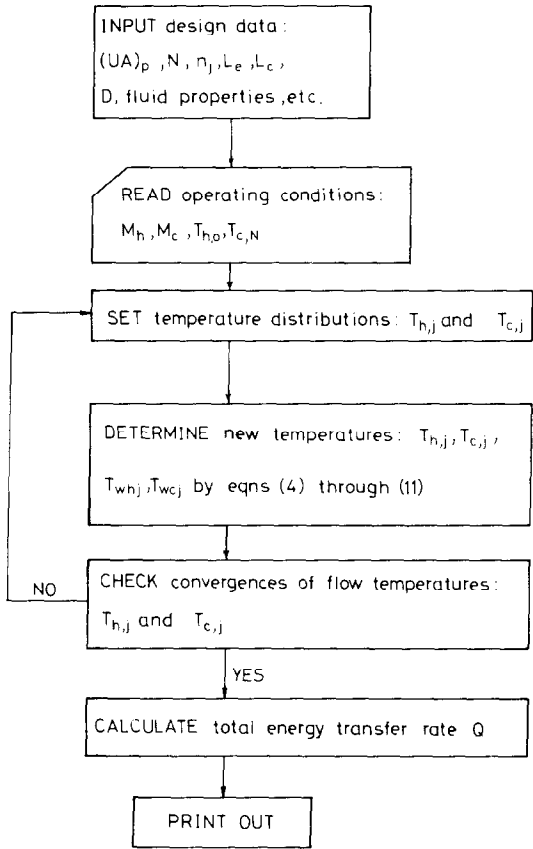 INPUT design data:
(UA)p, N, nj, Le, Lc,
D, fluid properties, etc.
READ operating conditions:
Mh, Mc, Th,o, Tc,N
SET temperature distributions: Th,j and Tc,j
DETERMINE new temperatures: Th,j, Tc,j,
Twhj, Twcj by eqns (4) through (11)
CHECK convergences of flow temperatures:
NO
Th,j and Tc,j
YES
CALCULATE total energy transfer rate Q
PRINT OUT